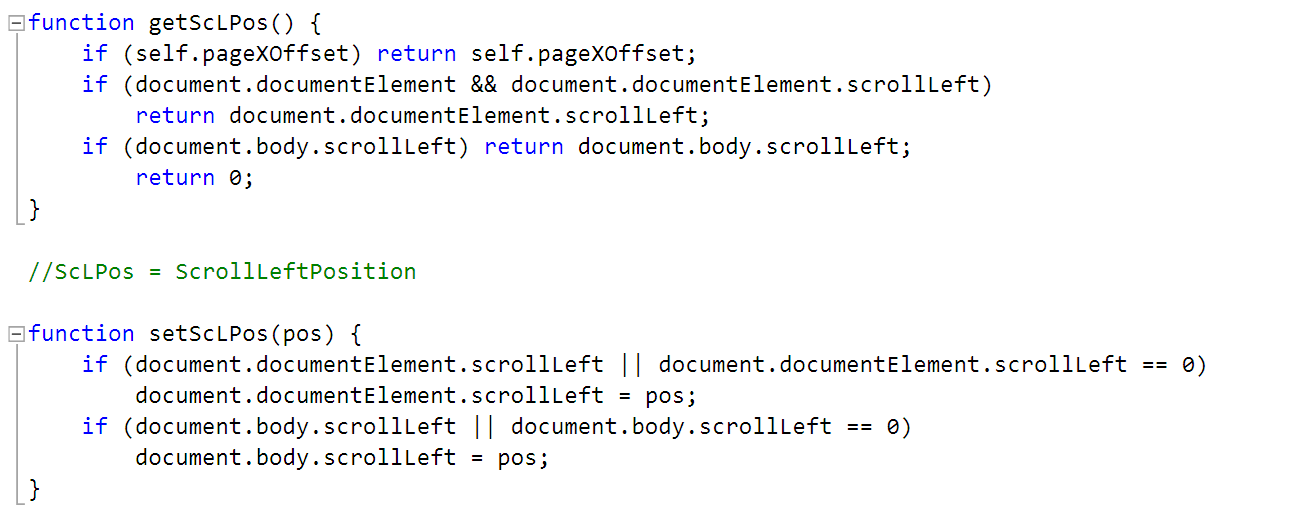 function getScLPos() {
if (self.pageXOffset) return self.pageXOffset;
if (document.documentElement && document.documentElement.scrollLeft)
return document.documentElement.scrollLeft;
if (document.body.scrollLeft) return document.body.scrollLeft;
return 0;
}
//ScLPos = ScrollLeftPosition
function setScLPos(pos) {
if (document.documentElement.scrollLeft || document.documentElement.scrollLeft == 0)
document.documentElement.scrollLeft = pos;
if (document.body.scrollLeft || document.body.scrollLeft == 0)
document.body.scrollLeft = pos;
}